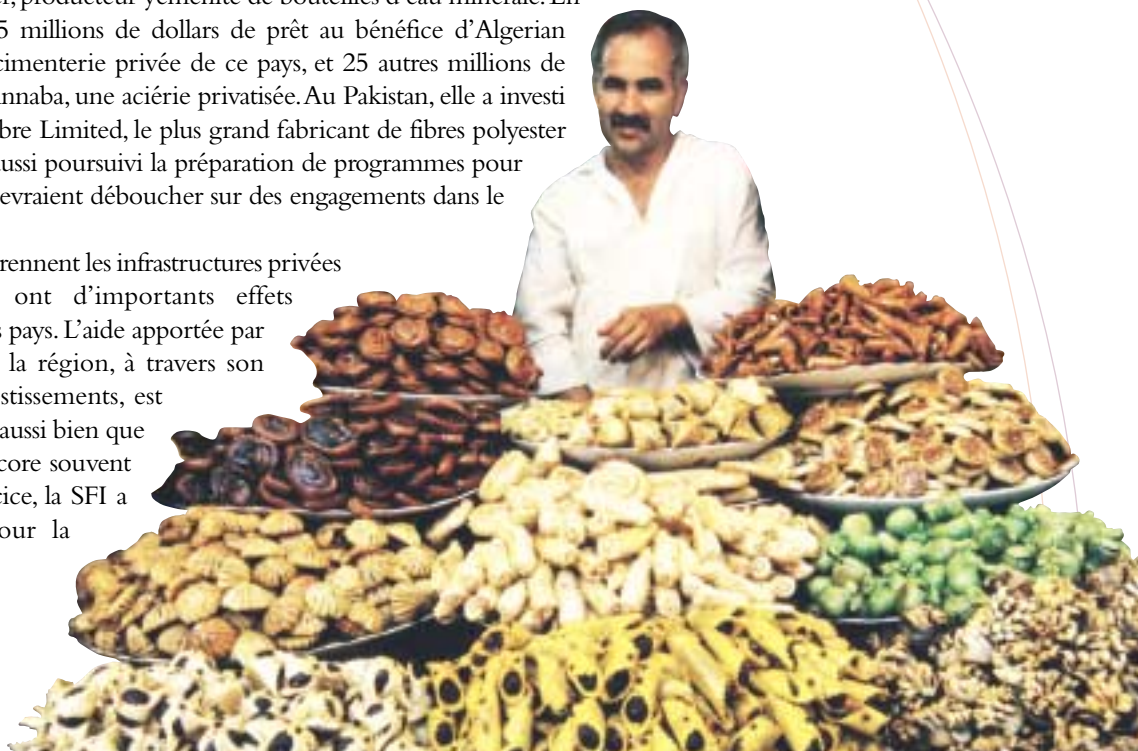 producteur yéménite de bouteilles d'eau minérale. En
5 millions de dollars de prêt au bénéfice d'Algerian
cimenterie privée de ce pays, et 25 autres millions de
nnaba, une aciérie privatisée. Au Pakistan, elle a investi
bre Limited, le plus grand fabricant de fibres polyester
ussi poursuivi la préparation de programmes pour
evraient déboucher sur des engagements dans le
rennent les infrastructures privées
ont d'importants effets
s pays. L'aide apportée par
la région, à travers son
stissements, est
aussi bien que
core souvent
cice, la SFI a
our la